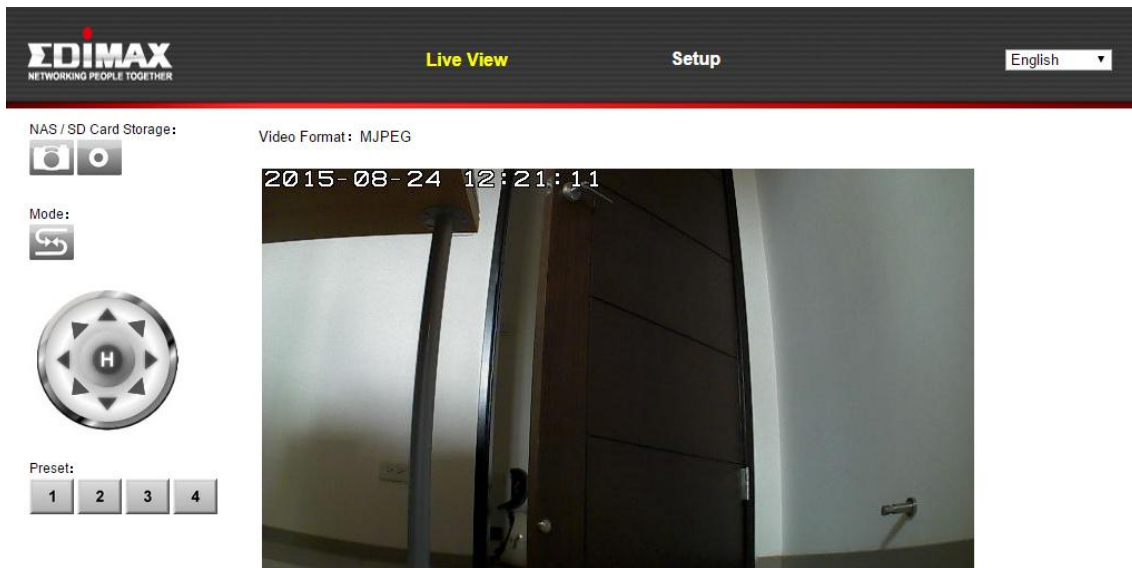 EDIMAX
NETWORKING PEOPLE TOGETHER
Live View
Setup
English
NAS / SD Card Storage:
Video Format: MJPEG
2015-08-24 12:21:11
Mode:
H
Preset:
1 2 3 4